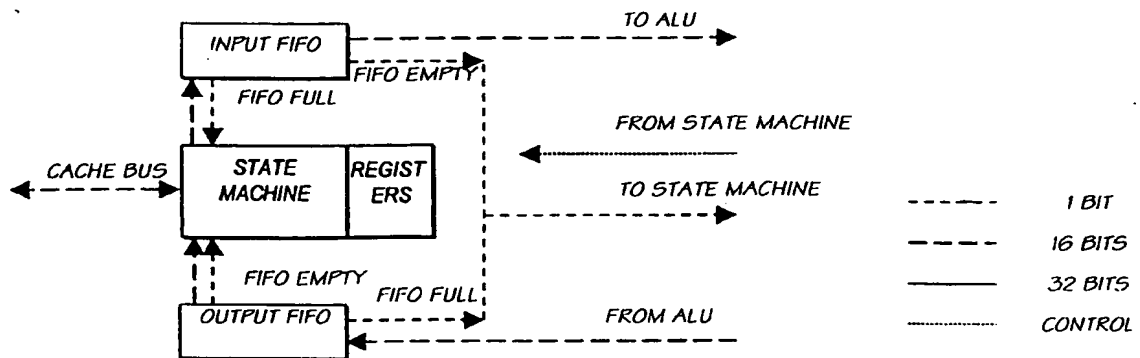 TO ALU
INPUT FIFO
FIFO EMPTY
FIFO FULL
FROM STATE MACHINE
CACHE BUS
STATE
MACHINE
REGIST
ERS
TO STATE MACHINE
1 BIT
16 BITS
FIFO EMPTY
32 BITS
FIFO FULL
OUTPUT FIFO
FROM ALU
CONTROL